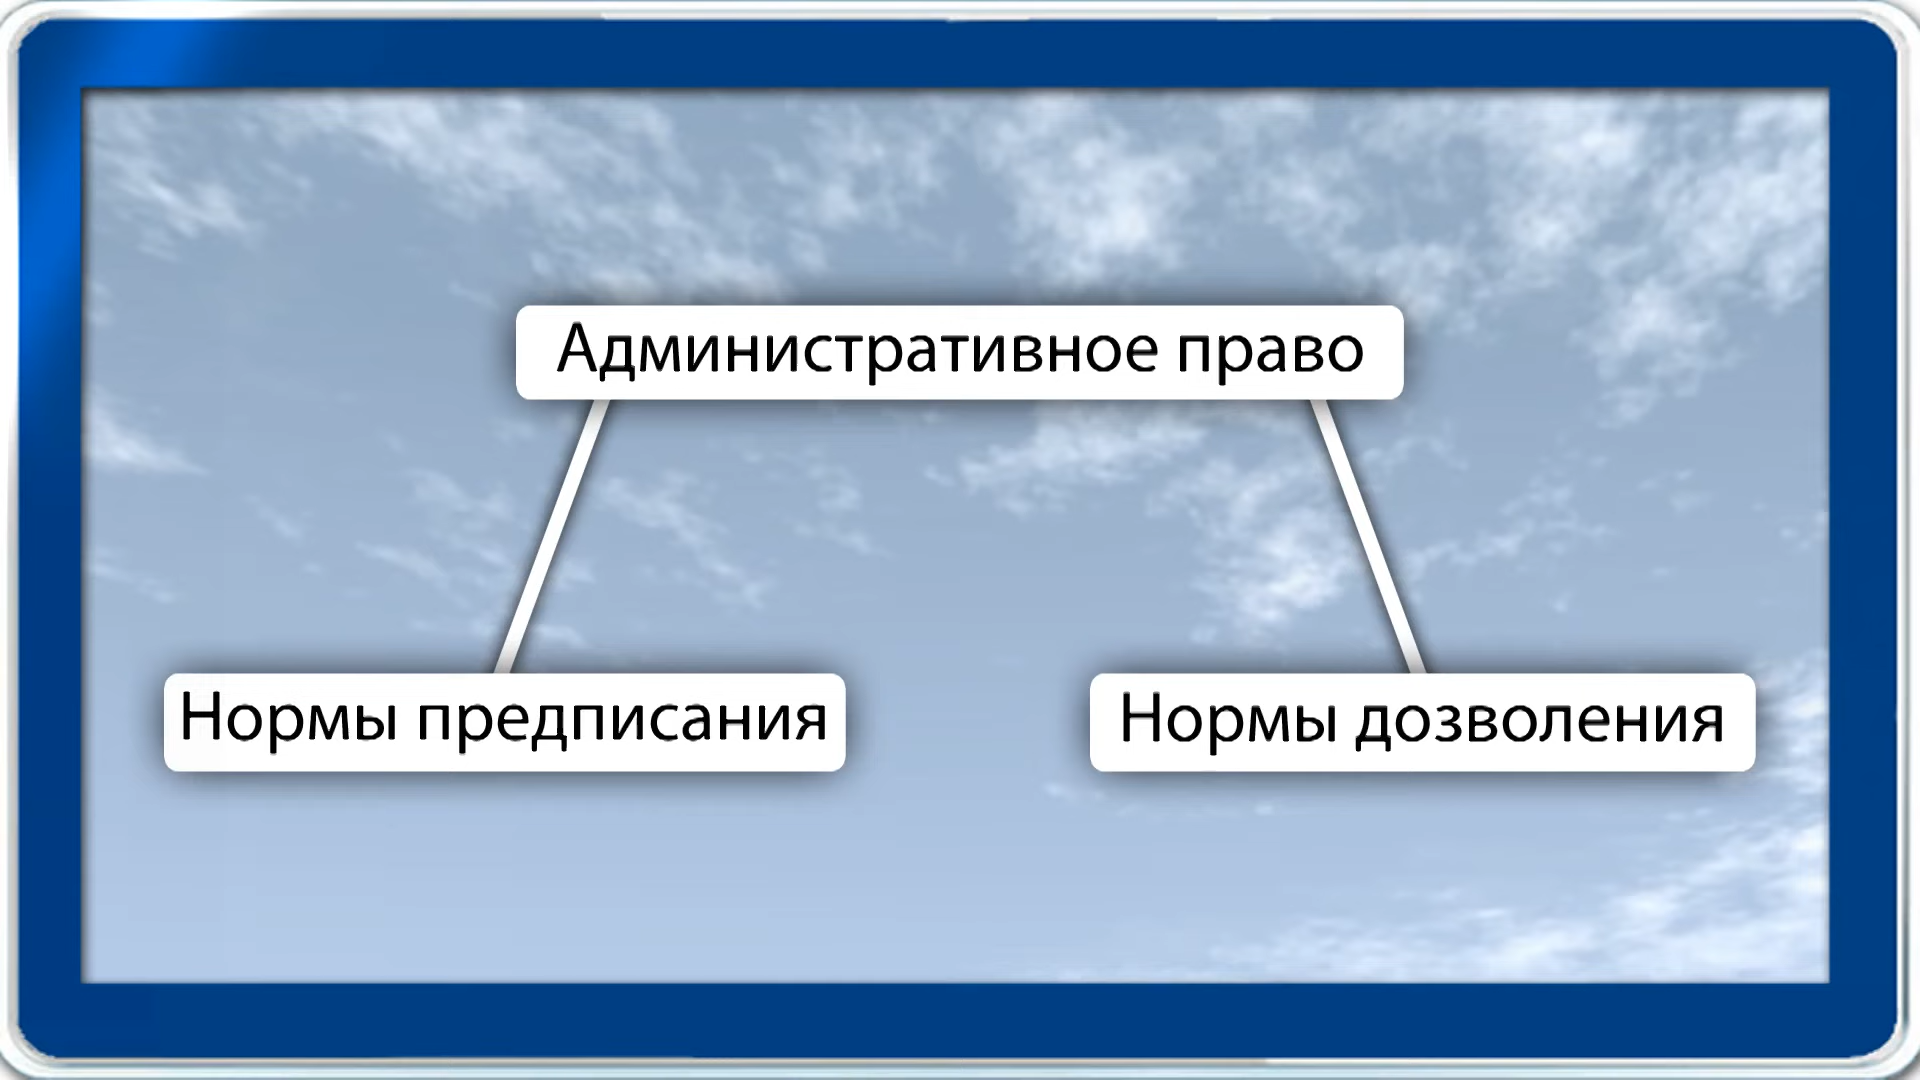 Административное право
Нормы предписания
Нормы дозволения